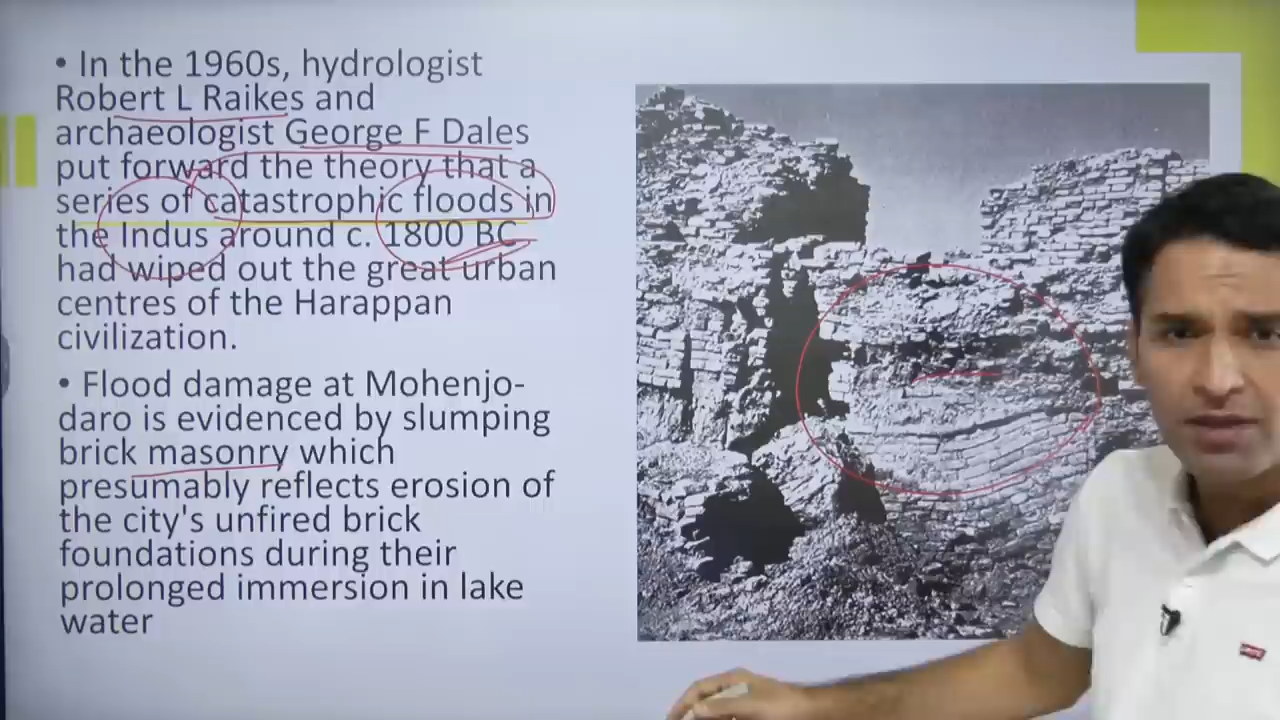 • In the 1960s, hydrologist
Robert L Raikes and
archaeologist George F Dales
put forward the theory that a
series of catastrophic floods in
the Indus around c. 1800 BC
had wiped out the great urban
centres of the Harappan
civilization.
• Flood damage at Mohenjo-
daro is evidenced by slumping
brick masonry which
presumably reflects erosion of
the city's unfired brick
foundations during their
prolonged immersion in lake
water